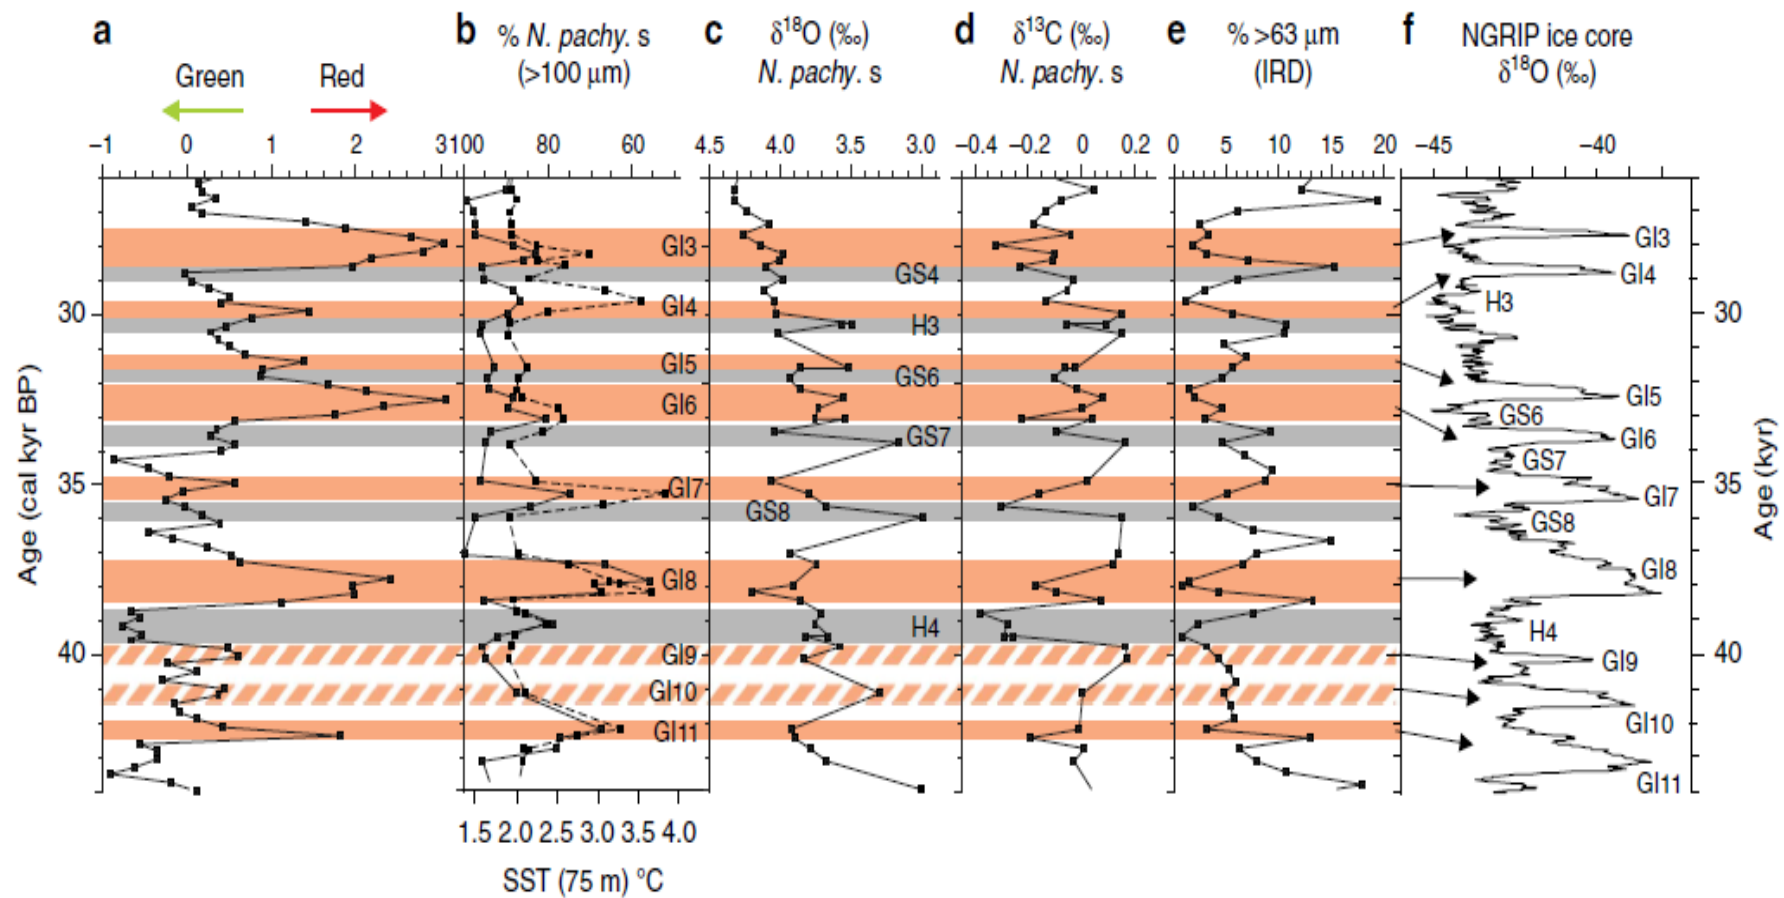 a b % N. pachy. s c δ18O (‰) d δ13C (‰) e % >63 μm f NGRIP ice core
Green Red (>100 μm) N. pachy. s N. pachy. s (IRD) δ18O (‰)
−1 0 1 2 3 100 80 60 4.5 4.0 3.5 3.0 −0.4 −0.2 0 0.2 0 5 10 15 20 −45 −40
GI3 GI3
GS4 GI4
GI4 H3
30 H3 30
GI5
GS6 GI5
GI6 GS6
GS7 GI6
GS7
35 GI7 35
GI7
GS8 GS8
GI8 GI8
H4 H4
40 GI9 GI9 40
GI10
GI11 GI10
GI11
Age (cal kyr BP)
Age (kyr)
1.5 2.0 2.5 3.0 3.5 4.0
SST (75 m) °C